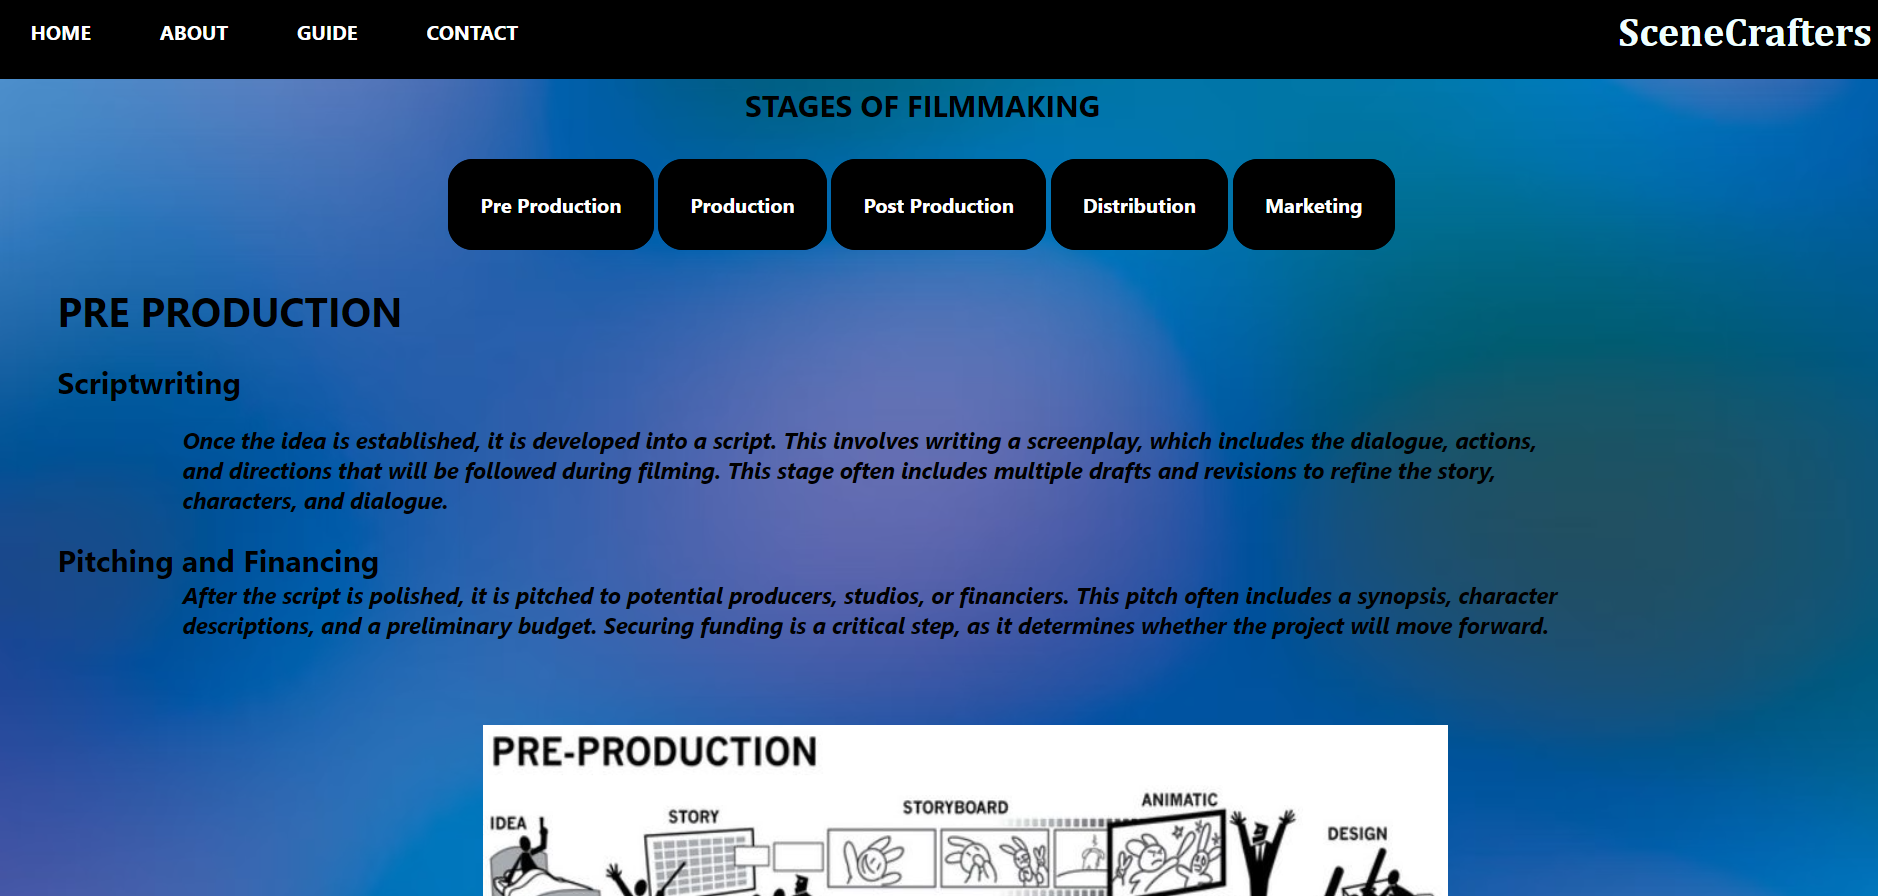 HOME ABOUT GUIDE CONTACT SceneCrafters
STAGES OF FILMMAKING
Pre Production Production Post Production Distribution Marketing
PRE PRODUCTION
Scriptwriting
Once the idea is established, it is developed into a script. This involves writing a screenplay, which includes the dialogue, actions,
and directions that will be followed during filming. This stage often includes multiple drafts and revisions to refine the story,
characters, and dialogue.
Pitching and Financing
After the script is polished, it is pitched to potential producers, studios, or financiers. This pitch often includes a synopsis, character
descriptions, and a preliminary budget. Securing funding is a critical step, as it determines whether the project will move forward.
PRE-PRODUCTION
IDEA STORY STORYBOARD ANIMATIC DESIGN